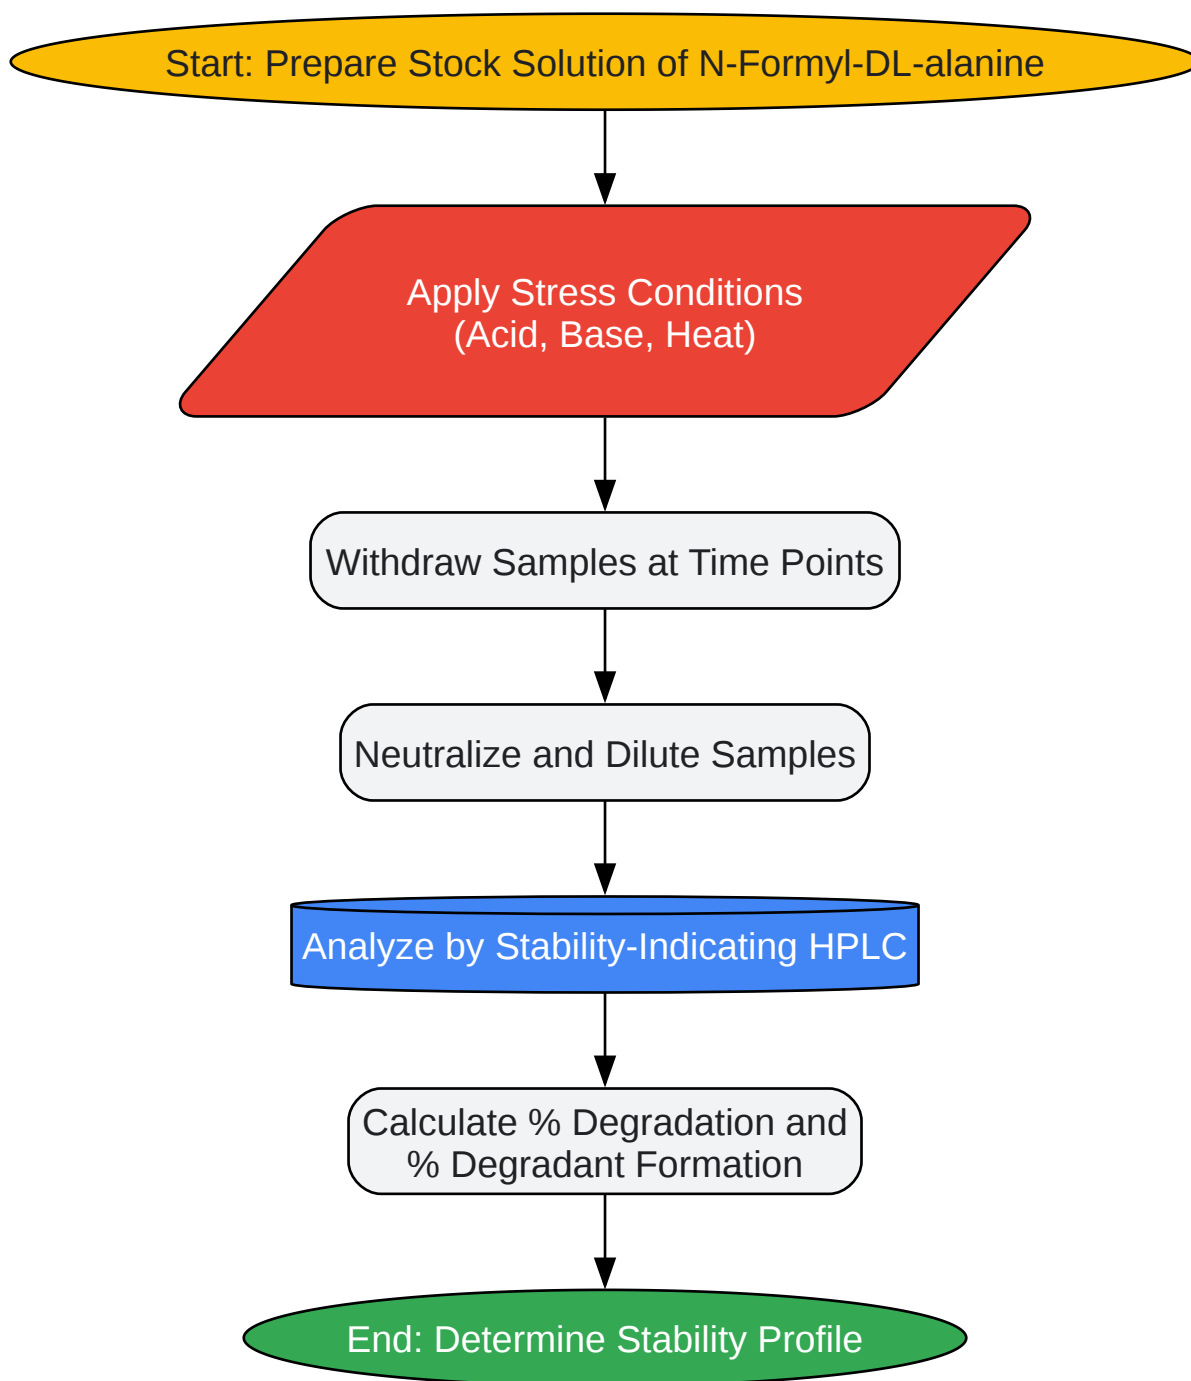 Start: Prepare Stock Solution of N-Formyl-DL-alanine
Apply Stress Conditions
(Acid, Base, Heat)
Withdraw Samples at Time Points
Neutralize and Dilute Samples
Analyze by Stability-Indicating HPLC
Calculate % Degradation and
% Degradant Formation
End: Determine Stability Profile